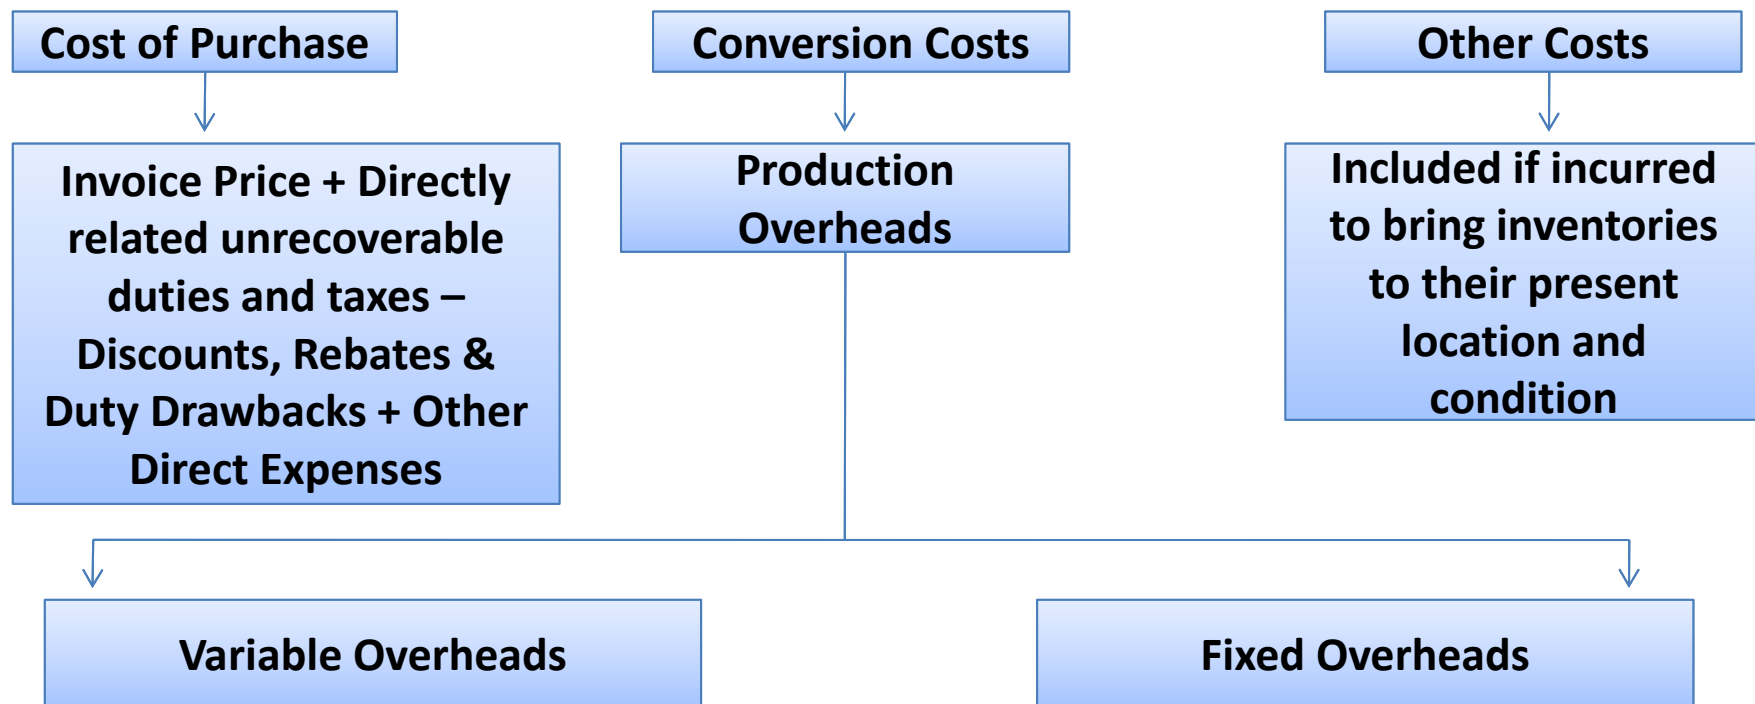 Cost of Purchase
Conversion Costs
Other Costs
Invoice Price + Directly
related unrecoverable
duties and taxes –
Discounts, Rebates &
Duty Drawbacks + Other
Direct Expenses
Production
Overheads
Included if incurred
to bring inventories
to their present
location and
condition
Variable Overheads
Fixed Overheads